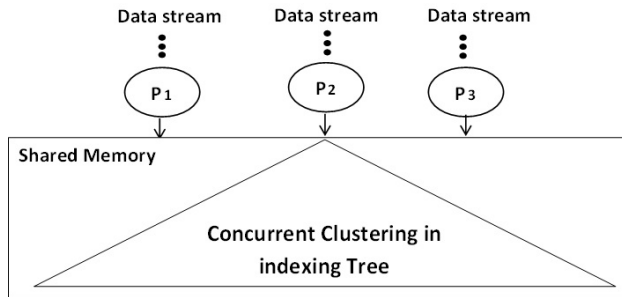 Data stream Data stream Data stream
P1 P2 P3
Shared Memory
Concurrent Clustering in
indexing Tree